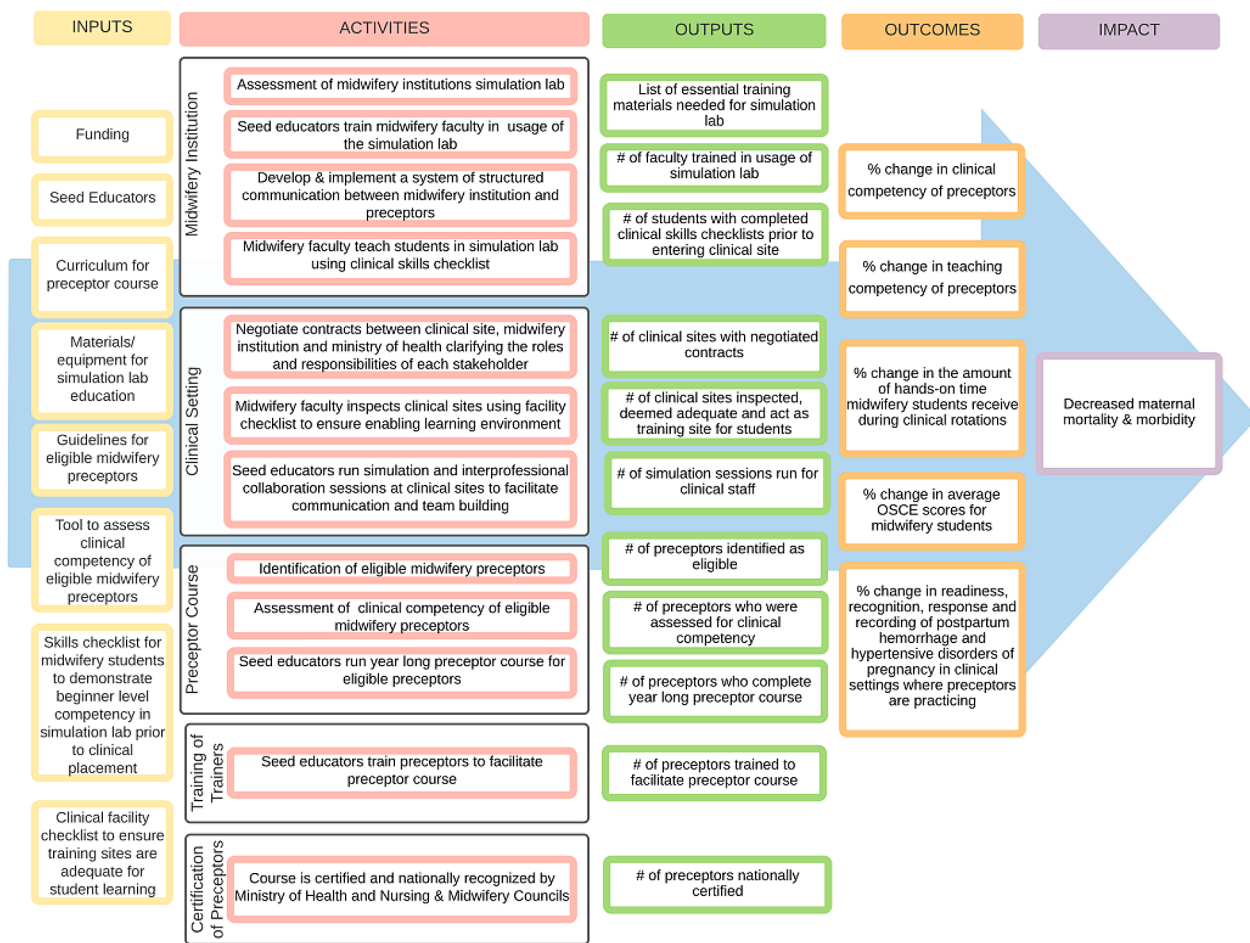 INPUTS
ACTIVITIES
OUTPUTS
OUTCOMES
IMPACT
Funding
Seed Educators
Curriculum for
preceptor course
Materials/
equipment for
simulation lab
education
Guidelines for
eligible midwifery
preceptors
Tool to assess
clinical
competency of
eligible midwifery
preceptors
Skills checklist for
midwifery students
to demonstrate
beginner level
competency in
simulation lab prior
to clinical
placement
Clinical facility
checklist to ensure
training sites are
adequate for
student learning
Midwifery Institution
Assessment of midwifery institutions simulation lab
Seed educators train midwifery faculty in usage of
the simulation lab
Develop & implement a system of structured
communication between midwifery institution and
preceptors
Midwifery faculty teach students in simulation lab
using clinical skills checklist
Clinical Setting
Negotiate contracts between clinical site, midwifery
institution and ministry of health clarifying the roles
and responsibilities of each stakeholder
Midwifery faculty inspects clinical sites using facility
checklist to ensure enabling learning environment
Seed educators run simulation and interprofessional
collaboration sessions at clinical sites to facilitate
communication and team building
Preceptor Course
Identification of eligible midwifery preceptors
Assessment of clinical competency of eligible
midwifery preceptors
Seed educators run year long preceptor course for
eligible preceptors
Training of
Trainers
Seed educators train preceptors to facilitate
preceptor course
Certification
of Preceptors
Course is certified and nationally recognized by
Ministry of Health and Nursing & Midwifery Councils
List of essential training
materials needed for simulation
lab
# of faculty trained in usage of
simulation lab
# of students with completed
clinical skills checklists prior to
entering clinical site
# of clinical sites with negotiated
contracts
# of clinical sites inspected,
deemed adequate and act as
training site for students
# of simulation sessions run for
clinical staff
# of preceptors identified as
eligible
# of preceptors who were
assessed for clinical
competency
# of preceptors who complete
year long preceptor course
# of preceptors trained to
facilitate preceptor course
# of preceptors nationally
certified
% change in clinical
competency of preceptors
% change in teaching
competency of preceptors
% change in the amount
of hands-on time
midwifery students receive
during clinical rotations
% change in average
OSCE scores for
midwifery students
% change in readiness,
recognition, response and
recording of postpartum
hemorrhage and
hypertensive disorders of
pregnancy in clinical
settings where preceptors
are practicing
Decreased maternal
mortality & morbidity